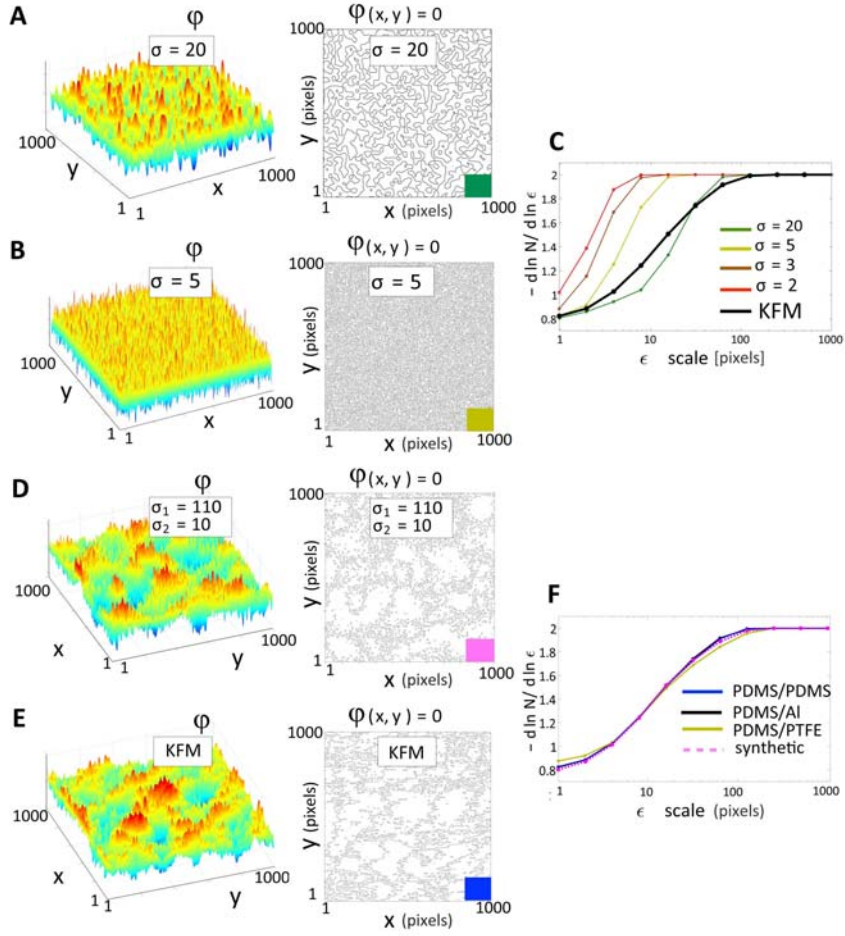 A
φ
σ = 20
1000
y
1
1
x
1000
φ(x, y) = 0
σ = 20
1000
y (pixels)
1
1
x (pixels)
1000
B
φ
σ = 5
1000
y
1
1
x
1000
φ(x, y) = 0
σ = 5
1000
y (pixels)
1
1
x (pixels)
1000
C
− d ln N/ d ln ϵ
2
1.8
1.6
1.4
1.2
1
0.8
σ = 20
σ = 5
σ = 3
σ = 2
KFM
1
10
100
1000
ϵ scale [pixels]
D
φ
σ1 = 110
σ2 = 10
1000
x
1
1
y
1000
φ(x, y) = 0
σ1 = 110
σ2 = 10
1000
y (pixels)
1
1
x (pixels)
1000
E
φ
KFM
1000
x
1
1
y
1000
φ(x, y) = 0
KFM
1000
y (pixels)
1
1
x (pixels)
1000
F
− d ln N/ d ln ϵ
2
1.8
1.6
1.4
1.2
1
0.8
PDMS/PDMS
PDMS/Al
PDMS/PTFE
synthetic
1
10
100
1000
ϵ scale (pixels)